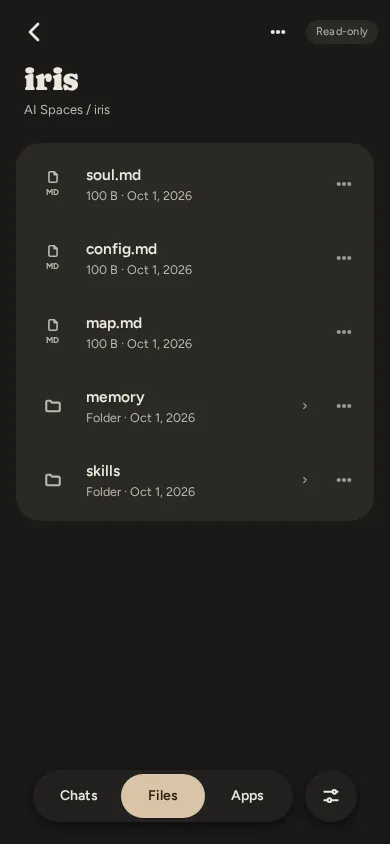 Read-only
iris
AI Spaces / iris
MD
soul.md
100 B · Oct 1, 2026
MD
config.md
100 B · Oct 1, 2026
MD
map.md
100 B · Oct 1, 2026
memory
Folder · Oct 1, 2026
skills
Folder · Oct 1, 2026
Chats
Files
Apps